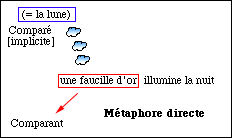 (= la lune)
Comparé
[implicite]
une faucille d'or illumine la nuit
Métaphore directe
Comparant